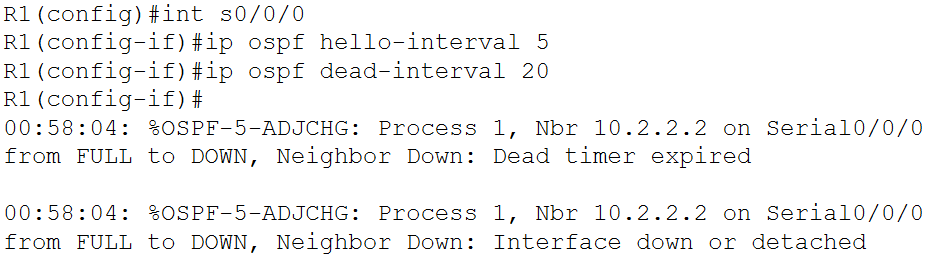 R1(config)#int s0/0/0
R1(config-if)#ip ospf hello-interval 5
R1(config-if)#ip ospf dead-interval 20
R1(config-if)#
00:58:04: %OSPF-5-ADJCHG: Process 1, Nbr 10.2.2.2 on Serial0/0/0
from FULL to DOWN, Neighbor Down: Dead timer expired
00:58:04: %OSPF-5-ADJCHG: Process 1, Nbr 10.2.2.2 on Serial0/0/0
from FULL to DOWN, Neighbor Down: Interface down or detached